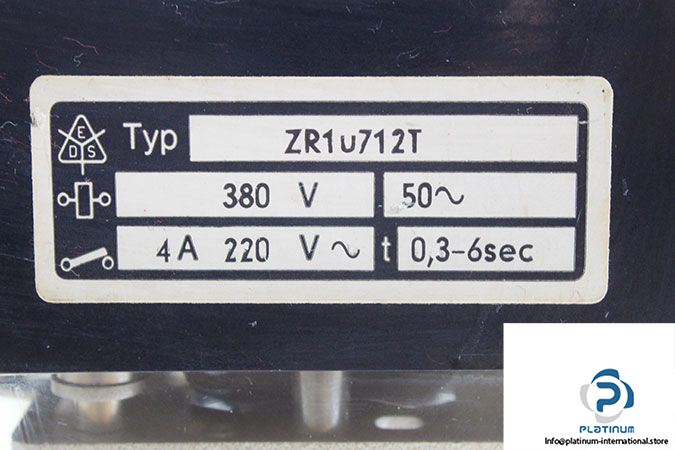 E
D S
Typ ZR1u712T
380 V 50~
4A 220 V ~ t 0,3-6sec
PLATINUM
Info@platinum-international.store